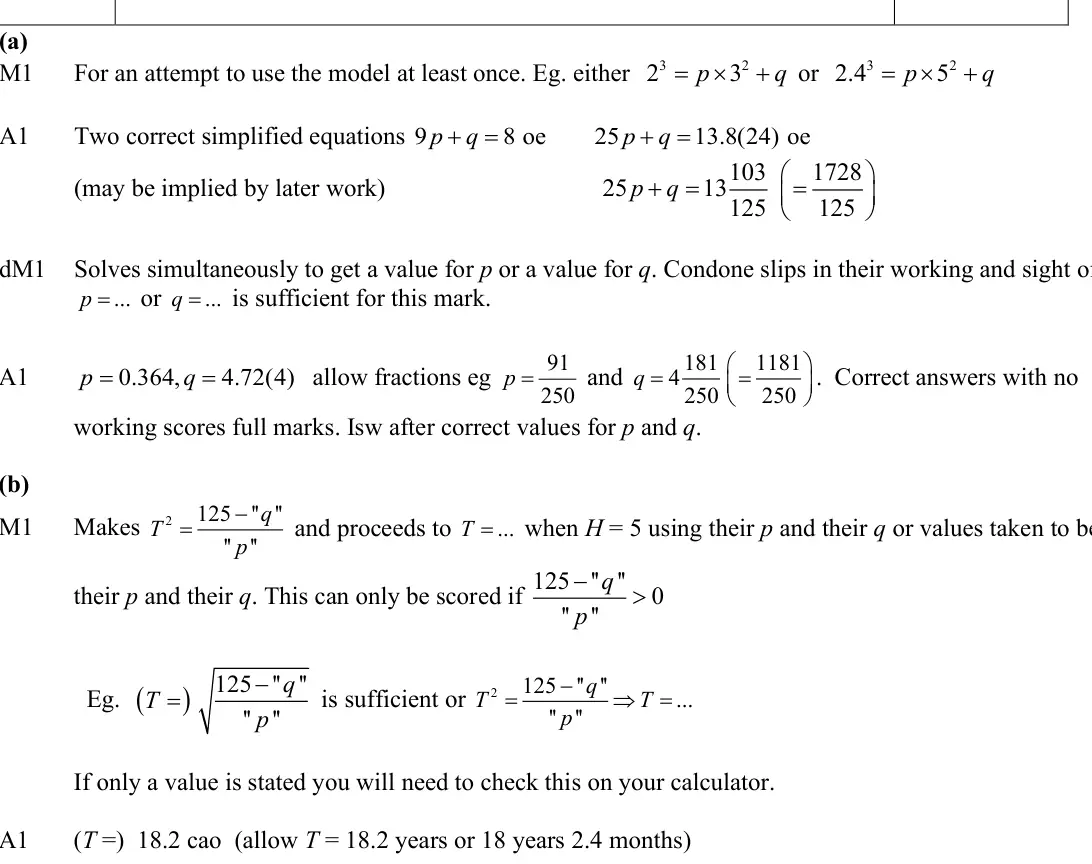 (a)
M1 For an attempt to use the model at least once. Eg. either 2³ = p×3² + q or 2.4³ = p×5² + q
A1 Two correct simplified equations 9p + q = 8 oe 25p + q = 13.8(24) oe
(may be implied by later work) 25p + q = 13 103/125 (= 1728/125)
dM1 Solves simultaneously to get a value for p or a value for q. Condone slips in their working and sight of
p = ... or q = ... is sufficient for this mark.
A1 p = 0.364, q = 4.72(4) allow fractions eg p = 91/250 and q = 4 181/250 (= 1181/250). Correct answers with no
working scores full marks. Isw after correct values for p and q.
(b)
M1 Makes T² = (125 − "q")/"p" and proceeds to T = ... when H = 5 using their p and their q or values taken to be
their p and their q. This can only be scored if (125 − "q")/"p" > 0
Eg. (T =) √((125 − "q")/"p") is sufficient or T² = (125 − "q")/"p" ⇒ T = ...
If only a value is stated you will need to check this on your calculator.
A1 (T =) 18.2 cao (allow T = 18.2 years or 18 years 2.4 months)